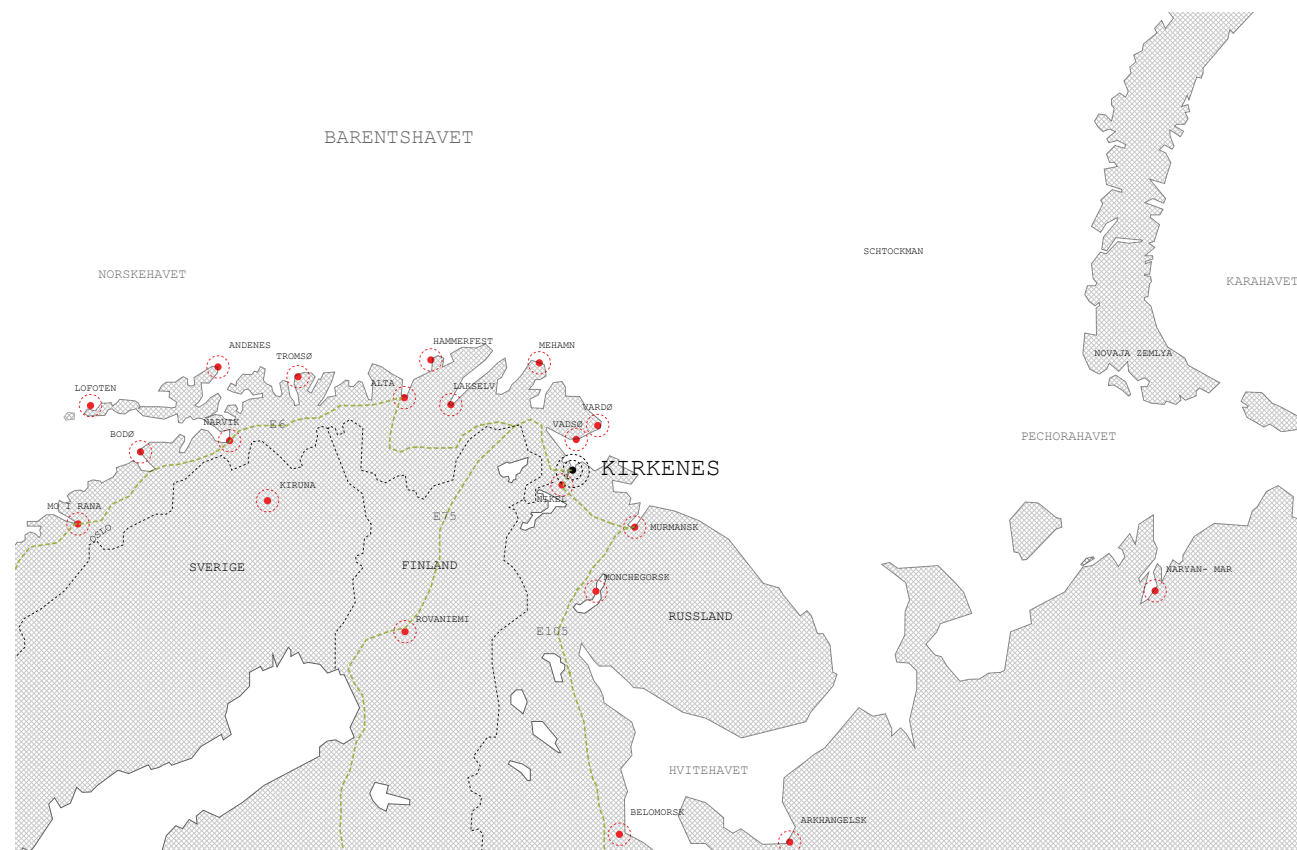 BARENTSHAVET
SCHTOCKMAN
NORSKEHAVET
KARAHAVET
ANDENES
HAMMERFEST
MEHAMN
TROMSØ
NOVAJA ZEMLYA
LOFOTEN
ALTA
LAKSELV
VARDØ
NARVIK
E6
VADSØ
BODØ
PECHORAHAVET
KIRKENES
KIRUNA
NIKEL
MO I RANA
E75
OSLO
MURMANSK
SVERIGE
FINLAND
NARYAN- MAR
MONCHEGORSK
RUSSLAND
ROVANIEMI
E105
HVITEHAVET
BELOMORSK
ARKHANGELSK